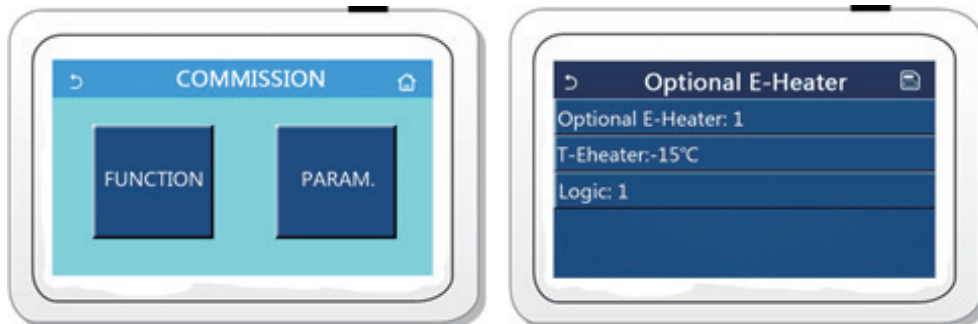 COMMISSION
FUNCTION
PARAM.
Optional E-Heater
Optional E-Heater: 1
T-Eheater:-15℃
Logic: 1